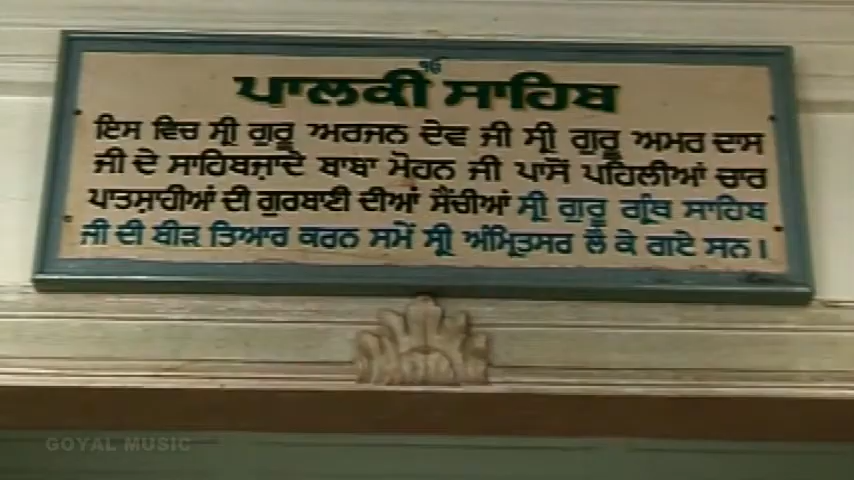 ੴ
ਪਾਲਕੀ ਸਾਹਿਬ
ਇਸ ਵਿਚ ਸ੍ਰੀ ਗੁਰੂ ਅਰਜਨ ਦੇਵ ਜੀ ਸ੍ਰੀ ਗੁਰੂ ਅਮਰ ਦਾਸ
ਜੀ ਦੇ ਸਾਹਿਬਜ਼ਾਦੇ ਬਾਬਾ ਮੋਹਨ ਜੀ ਪਾਸੋਂ ਪਹਿਲੀਆਂ ਚਾਰ
ਪਾਤਸ਼ਾਹੀਆਂ ਦੀ ਗੁਰਬਾਣੀ ਦੀਆਂ ਸੈਂਚੀਆਂ ਸ੍ਰੀ ਗੁਰੂ ਗ੍ਰੰਥ ਸਾਹਿਬ
ਜੀ ਦੀ ਬੀੜ ਤਿਆਰ ਕਰਨ ਸਮੇਂ ਸ੍ਰੀ ਅੰਮ੍ਰਿਤਸਰ ਲੈ ਕੇ ਗਏ ਸਨ।
GOYAL MUSIC